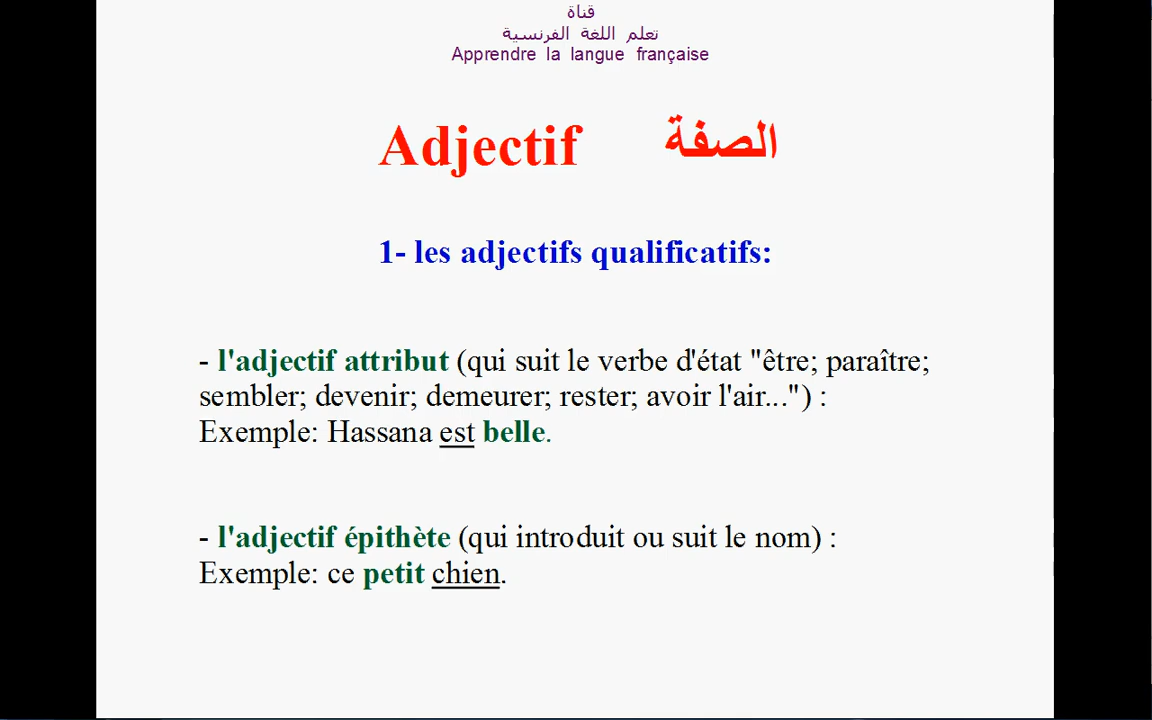 قناة
تعلم اللغة الفرنسية
Apprendre la langue française
Adjectif الصفة
1- les adjectifs qualificatifs:
- l'adjectif attribut (qui suit le verbe d'état "être; paraître;
sembler; devenir; demeurer; rester; avoir l'air...") :
Exemple: Hassana est belle.
- l'adjectif épithète (qui introduit ou suit le nom) :
Exemple: ce petit chien.